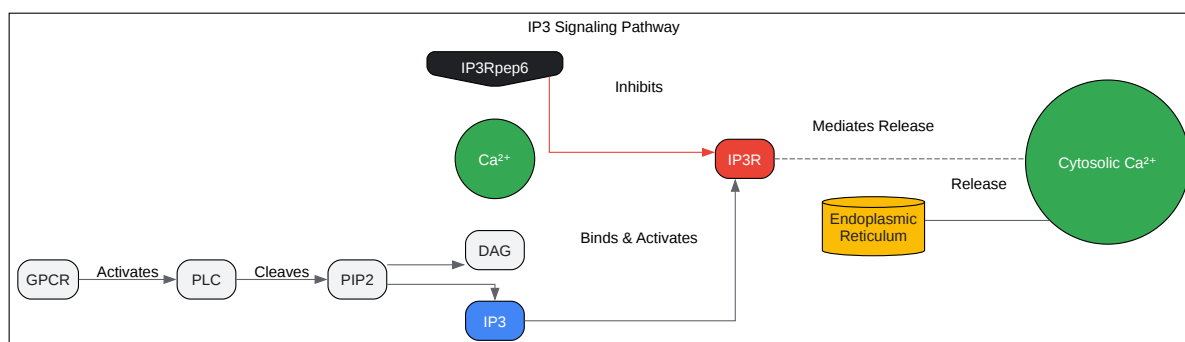 IP3 Signaling Pathway
IP3Rpep6
Inhibits
Mediates Release
Ca²⁺
IP3R
Cytosolic Ca²⁺
Release
Endoplasmic
Reticulum
Binds & Activates
DAG
GPCR
Activates
PLC
Cleaves
PIP2
IP3